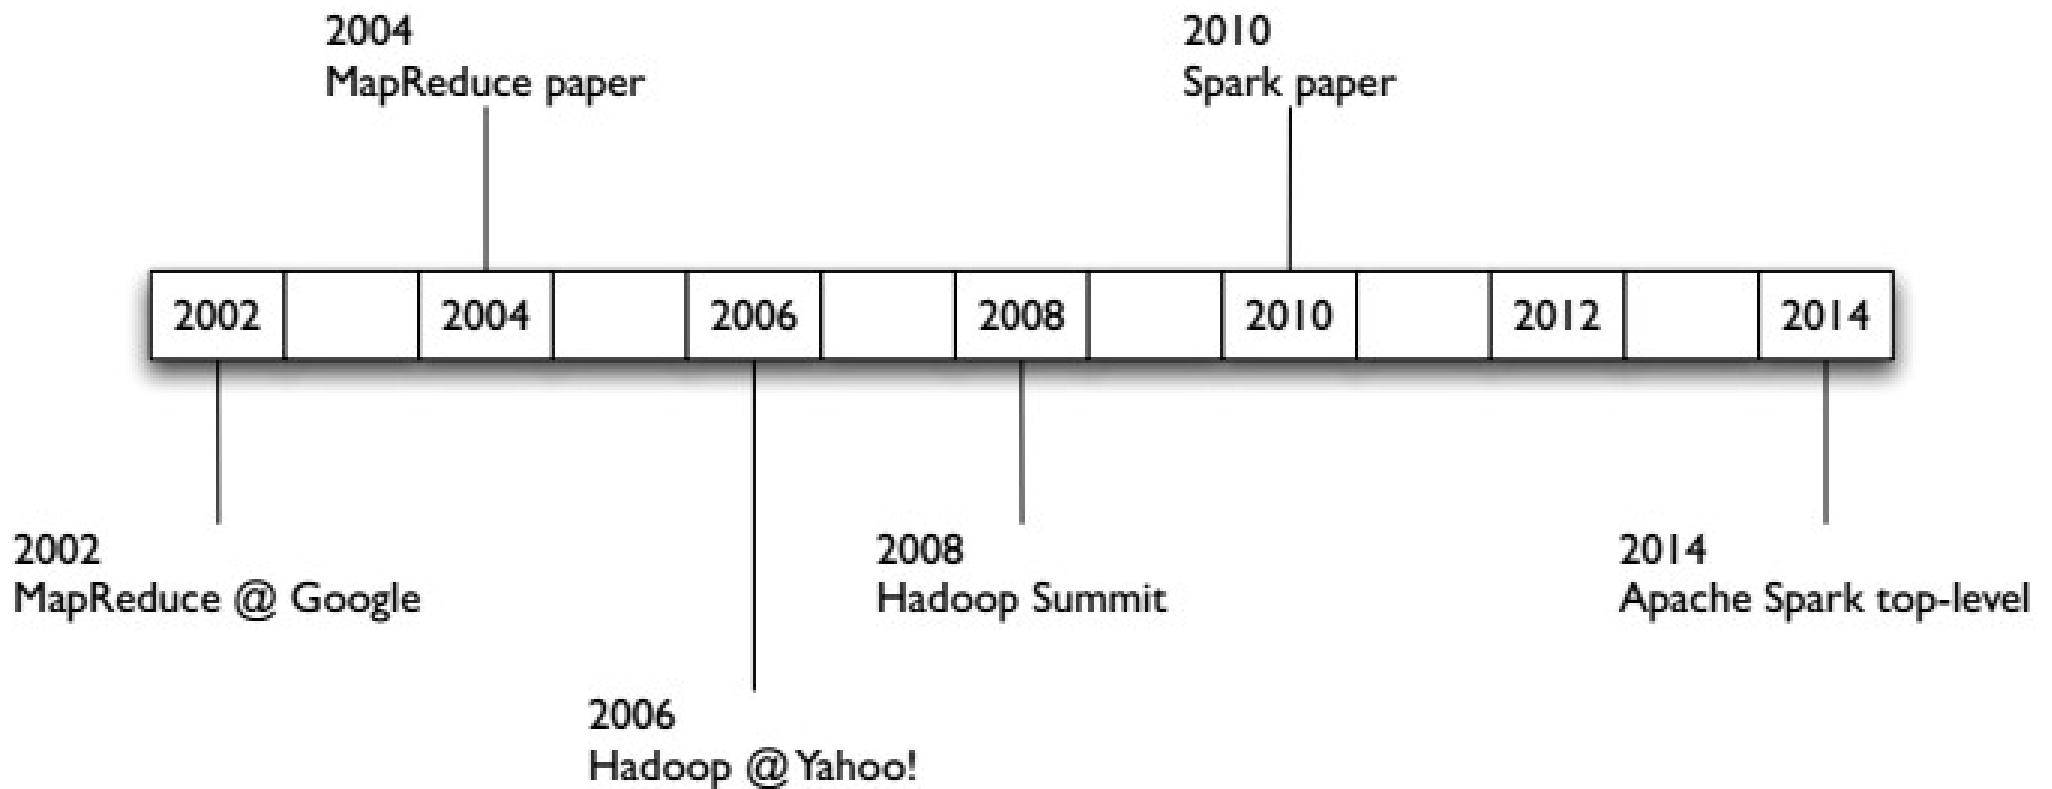 2004
MapReduce paper
2010
Spark paper
2002 2004 2006 2008 2010 2012 2014
2002
MapReduce @ Google
2008
Hadoop Summit
2014
Apache Spark top-level
2006
Hadoop @ Yahoo!